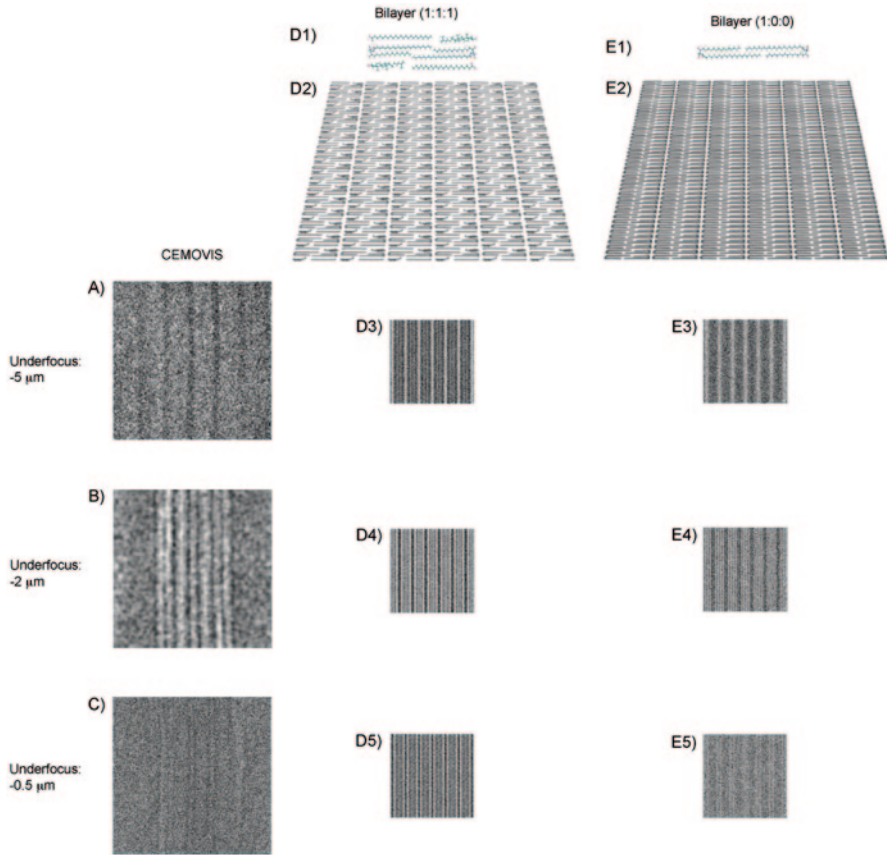 Bilayer (1:1:1)
Bilayer (1:0:0)
D1)
E1)
D2)
E2)
CEMOVIS
A)
D3)
E3)
Underfocus:
-5 μm
B)
D4)
E4)
Underfocus:
-2 μm
C)
D5)
E5)
Underfocus:
-0.5 μm